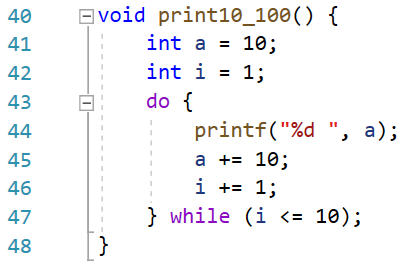 40 void print10_100() {
41     int a = 10;
42     int i = 1;
43     do {
44         printf("%d ", a);
45         a += 10;
46         i += 1;
47     } while (i <= 10);
48 }